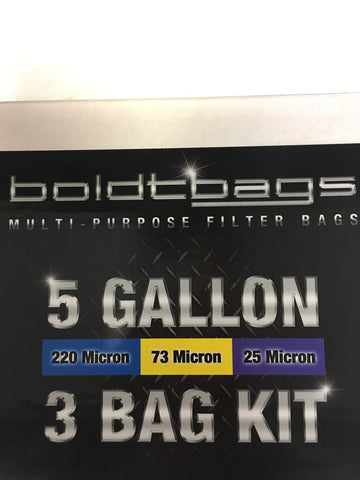 boldtbags
MULTI-PURPOSE FILTER BAGS
5 GALLON
220 Micron 73 Micron 25 Micron
3 BAG KIT